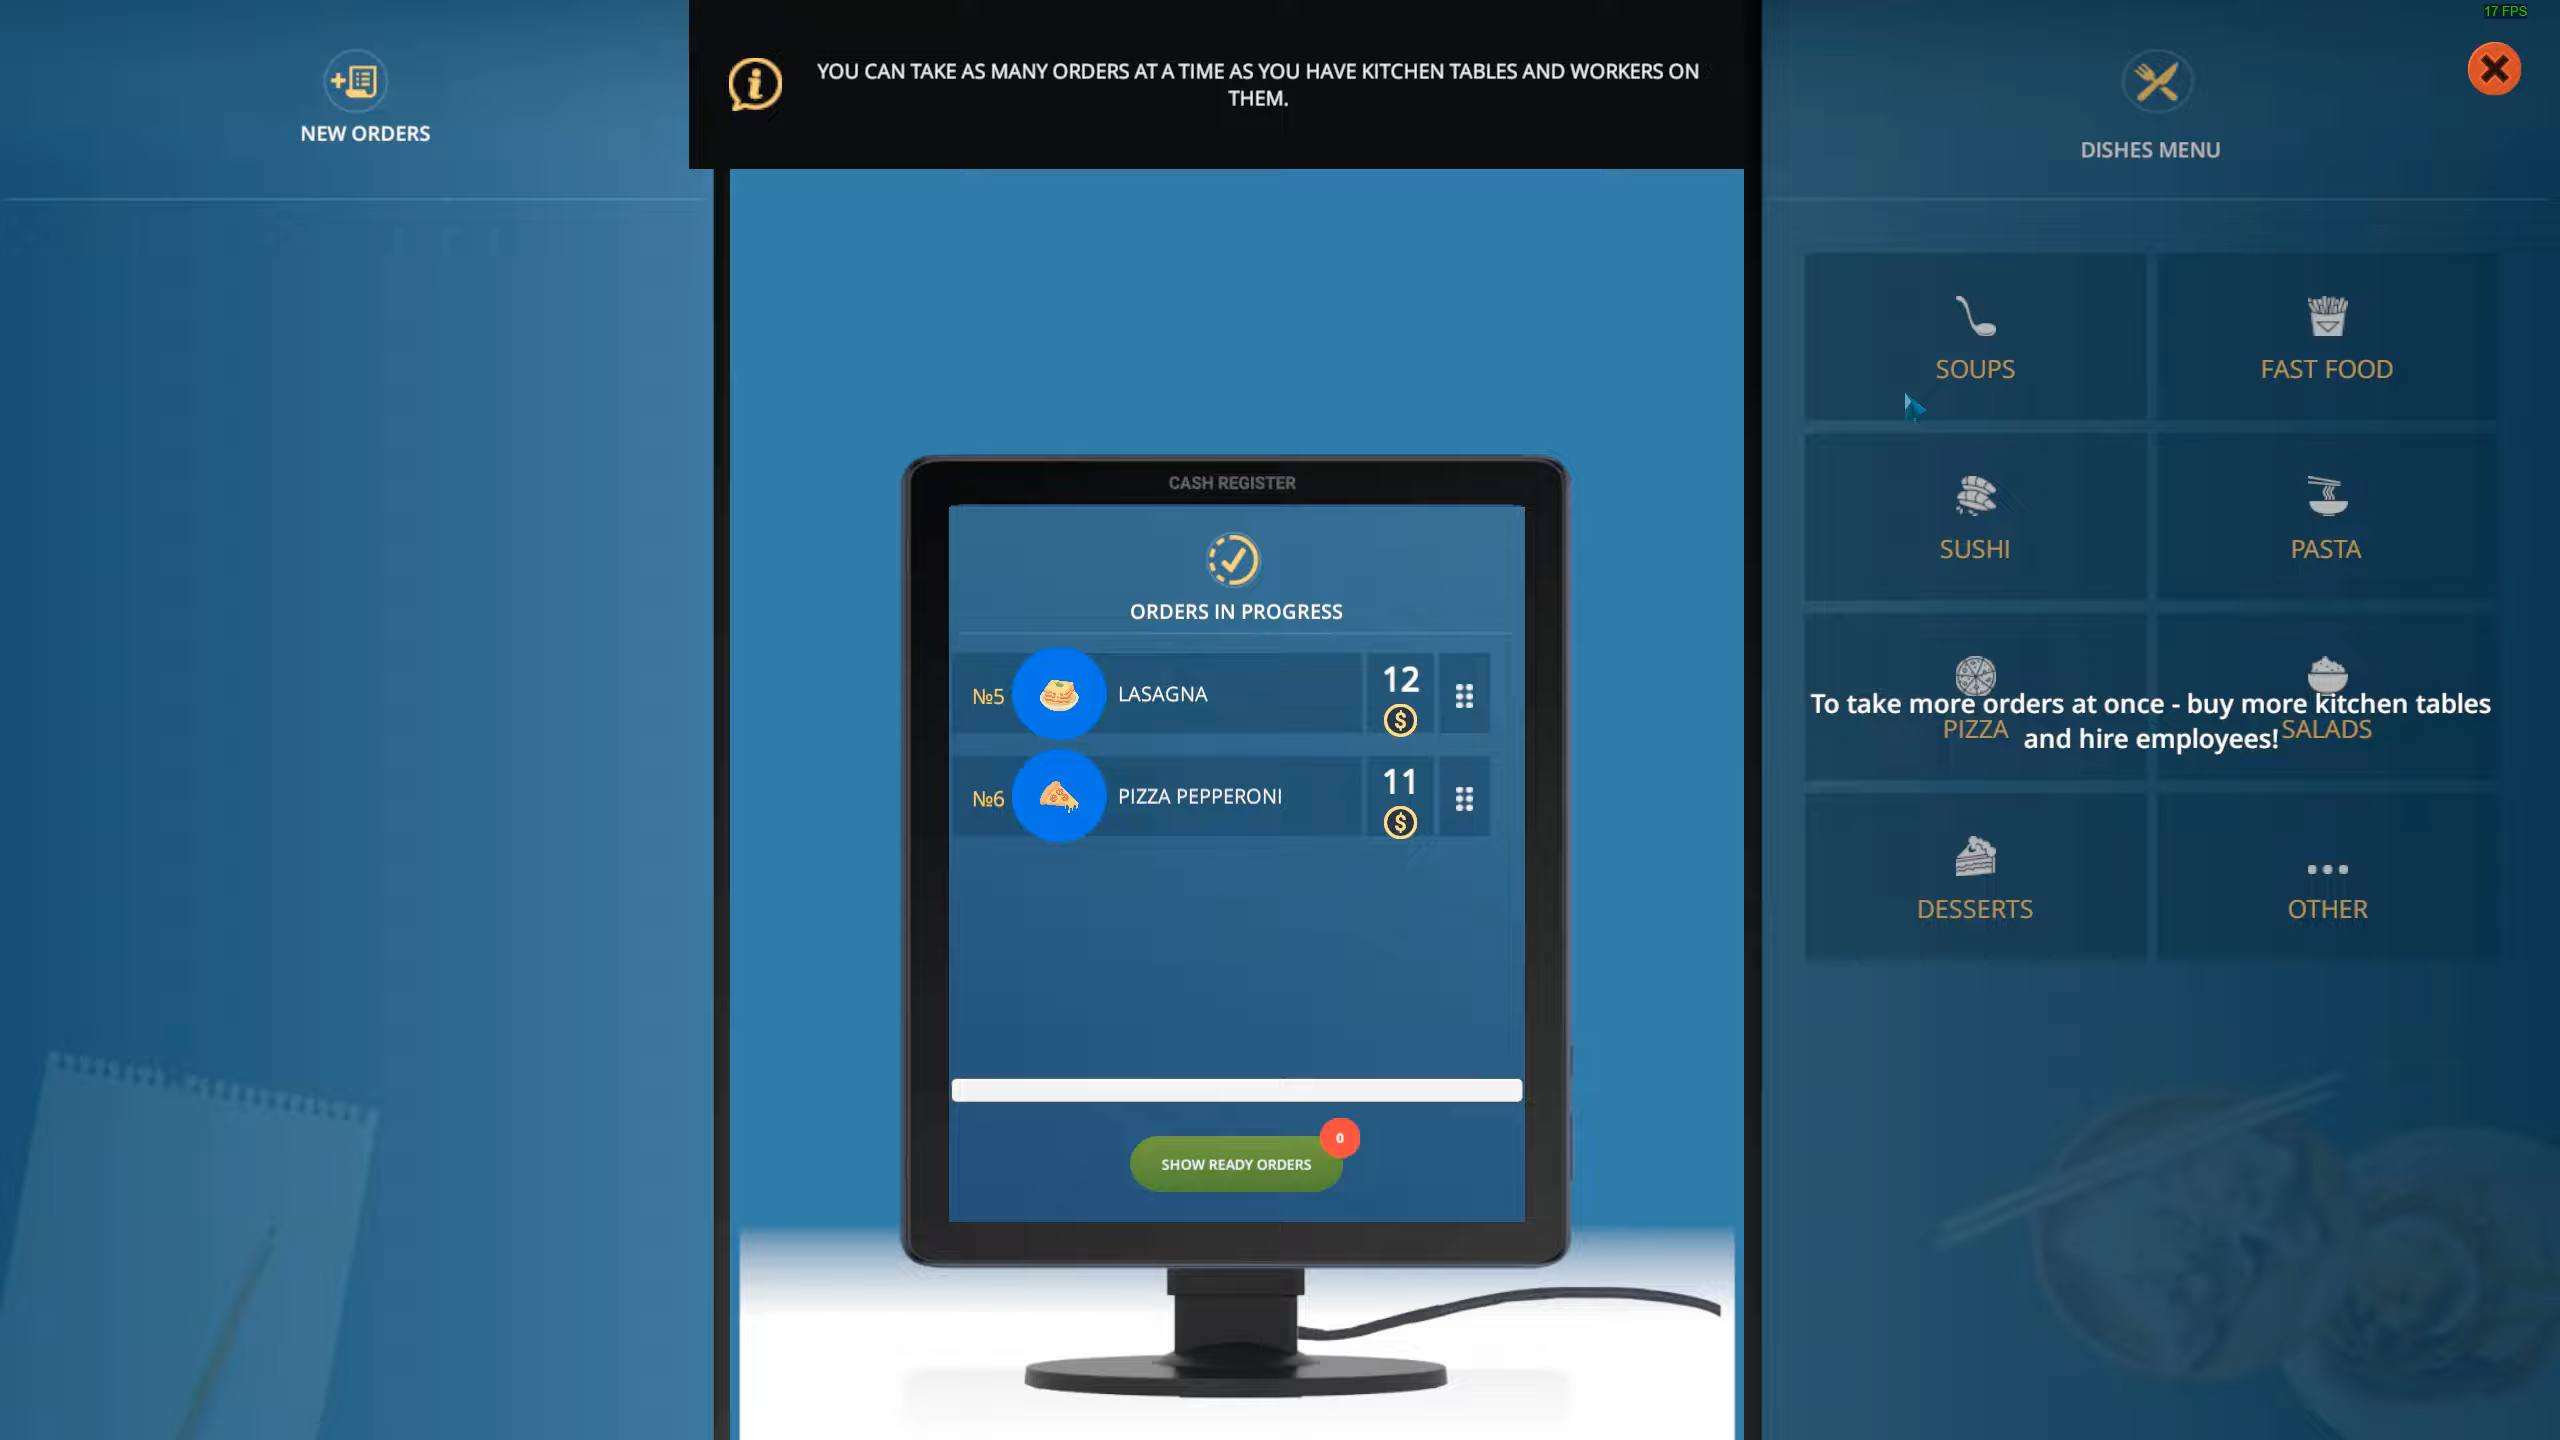 17 FPS
NEW ORDERS
YOU CAN TAKE AS MANY ORDERS AT A TIME AS YOU HAVE KITCHEN TABLES AND WORKERS ON
THEM.
DISHES MENU
SOUPS
FAST FOOD
SUSHI
PASTA
PIZZA
SALADS
To take more orders at once - buy more kitchen tables
and hire employees!
DESSERTS
OTHER
CASH REGISTER
ORDERS IN PROGRESS
№5 LASAGNA 12
№6 PIZZA PEPPERONI 11
0
SHOW READY ORDERS